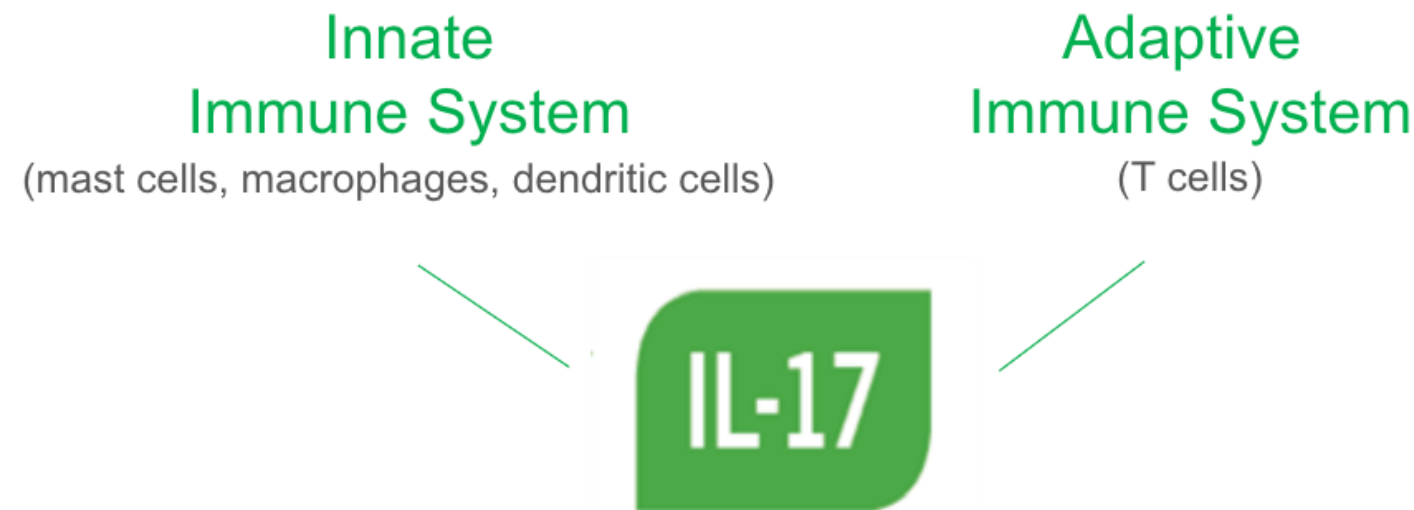 Innate
Immune System
(mast cells, macrophages, dendritic cells)
Adaptive
Immune System
(T cells)
IL-17